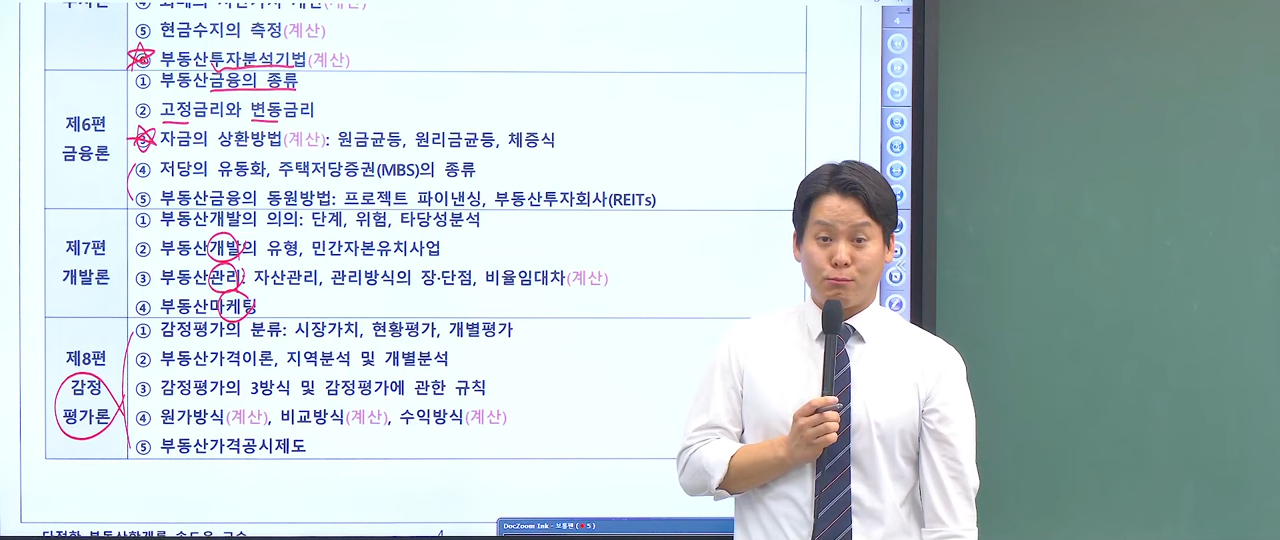 ⑤ 현금수지의 측정(계산)
⑥ 부동산투자분석기법(계산)
제6편
금융론
① 부동산금융의 종류
② 고정금리와 변동금리
③ 자금의 상환방법(계산): 원금균등, 원리금균등, 체증식
④ 저당의 유동화, 주택저당증권(MBS)의 종류
⑤ 부동산금융의 동원방법: 프로젝트 파이낸싱, 부동산투자회사(REITs)
제7편
개발론
① 부동산개발의 의의: 단계, 위험, 타당성분석
② 부동산개발의 유형, 민간자본유치사업
③ 부동산관리: 자산관리, 관리방식의 장·단점, 비율임대차(계산)
④ 부동산마케팅
제8편
감정
평가론
① 감정평가의 분류: 시장가치, 현황평가, 개별평가
② 부동산가격이론, 지역분석 및 개별분석
③ 감정평가의 3방식 및 감정평가에 관한 규칙
④ 원가방식(계산), 비교방식(계산), 수익방식(계산)
⑤ 부동산가격공시제도
DocZoom Ink - 보통펜 ( 5 )
4